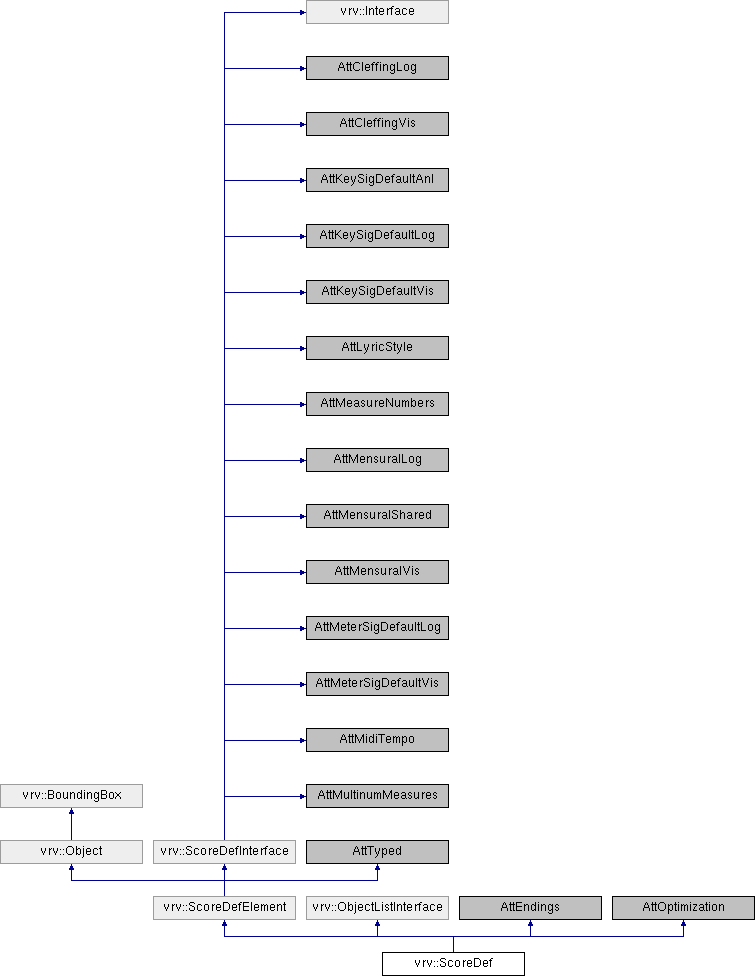 vrv::Interface
AttCleffingLog
AttCleffingVis
AttKeySigDefaultAnl
AttKeySigDefaultLog
AttKeySigDefaultVis
AttLyricStyle
AttMeasureNumbers
AttMensuralLog
AttMensuralShared
AttMensuralVis
AttMeterSigDefaultLog
AttMeterSigDefaultVis
AttMidiTempo
vrv::BoundingBox
AttMultinumMeasures
vrv::Object
vrv::ScoreDefInterface
AttTyped
vrv::ScoreDefElement
vrv::ObjectListInterface
AttEndings
AttOptimization
vrv::ScoreDef